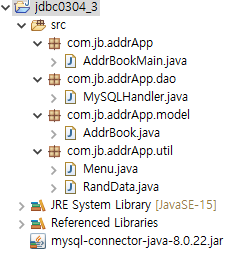 jdbc0304_3
src
com.jb.addrApp
AddrBookMain.java
com.jb.addrApp.dao
MySQLHandler.java
com.jb.addrApp.model
AddrBook.java
com.jb.addrApp.util
Menu.java
RandData.java
JRE System Library [JavaSE-15]
Referenced Libraries
mysql-connector-java-8.0.22.jar